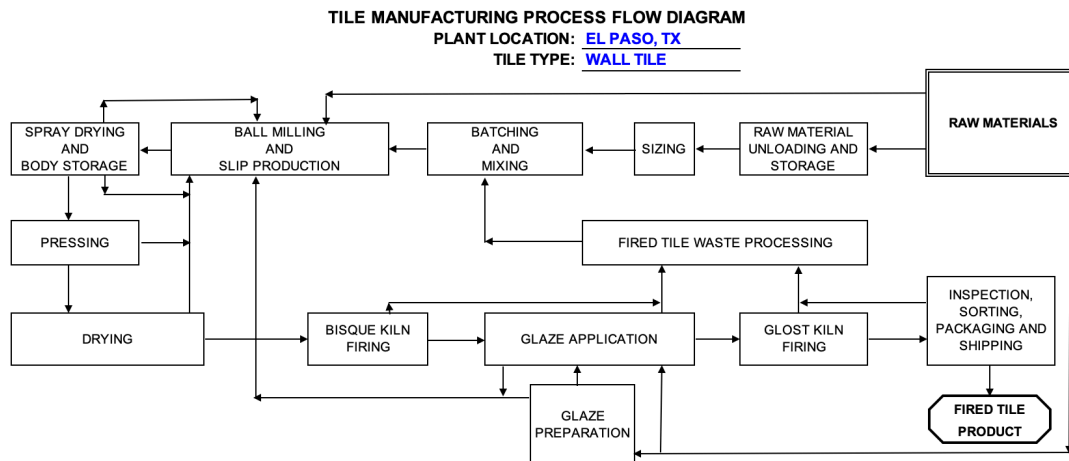 TILE MANUFACTURING PROCESS FLOW DIAGRAM
PLANT LOCATION: EL PASO, TX
TILE TYPE: WALL TILE
SPRAY DRYING
AND
BODY STORAGE
BALL MILLING
AND
SLIP PRODUCTION
BATCHING
AND
MIXING
SIZING
RAW MATERIAL
UNLOADING AND
STORAGE
RAW MATERIALS
PRESSING
FIRED TILE WASTE PROCESSING
DRYING
BISQUE KILN
FIRING
GLAZE APPLICATION
GLOST KILN
FIRING
INSPECTION,
SORTING,
PACKAGING AND
SHIPPING
GLAZE
PREPARATION
FIRED TILE
PRODUCT